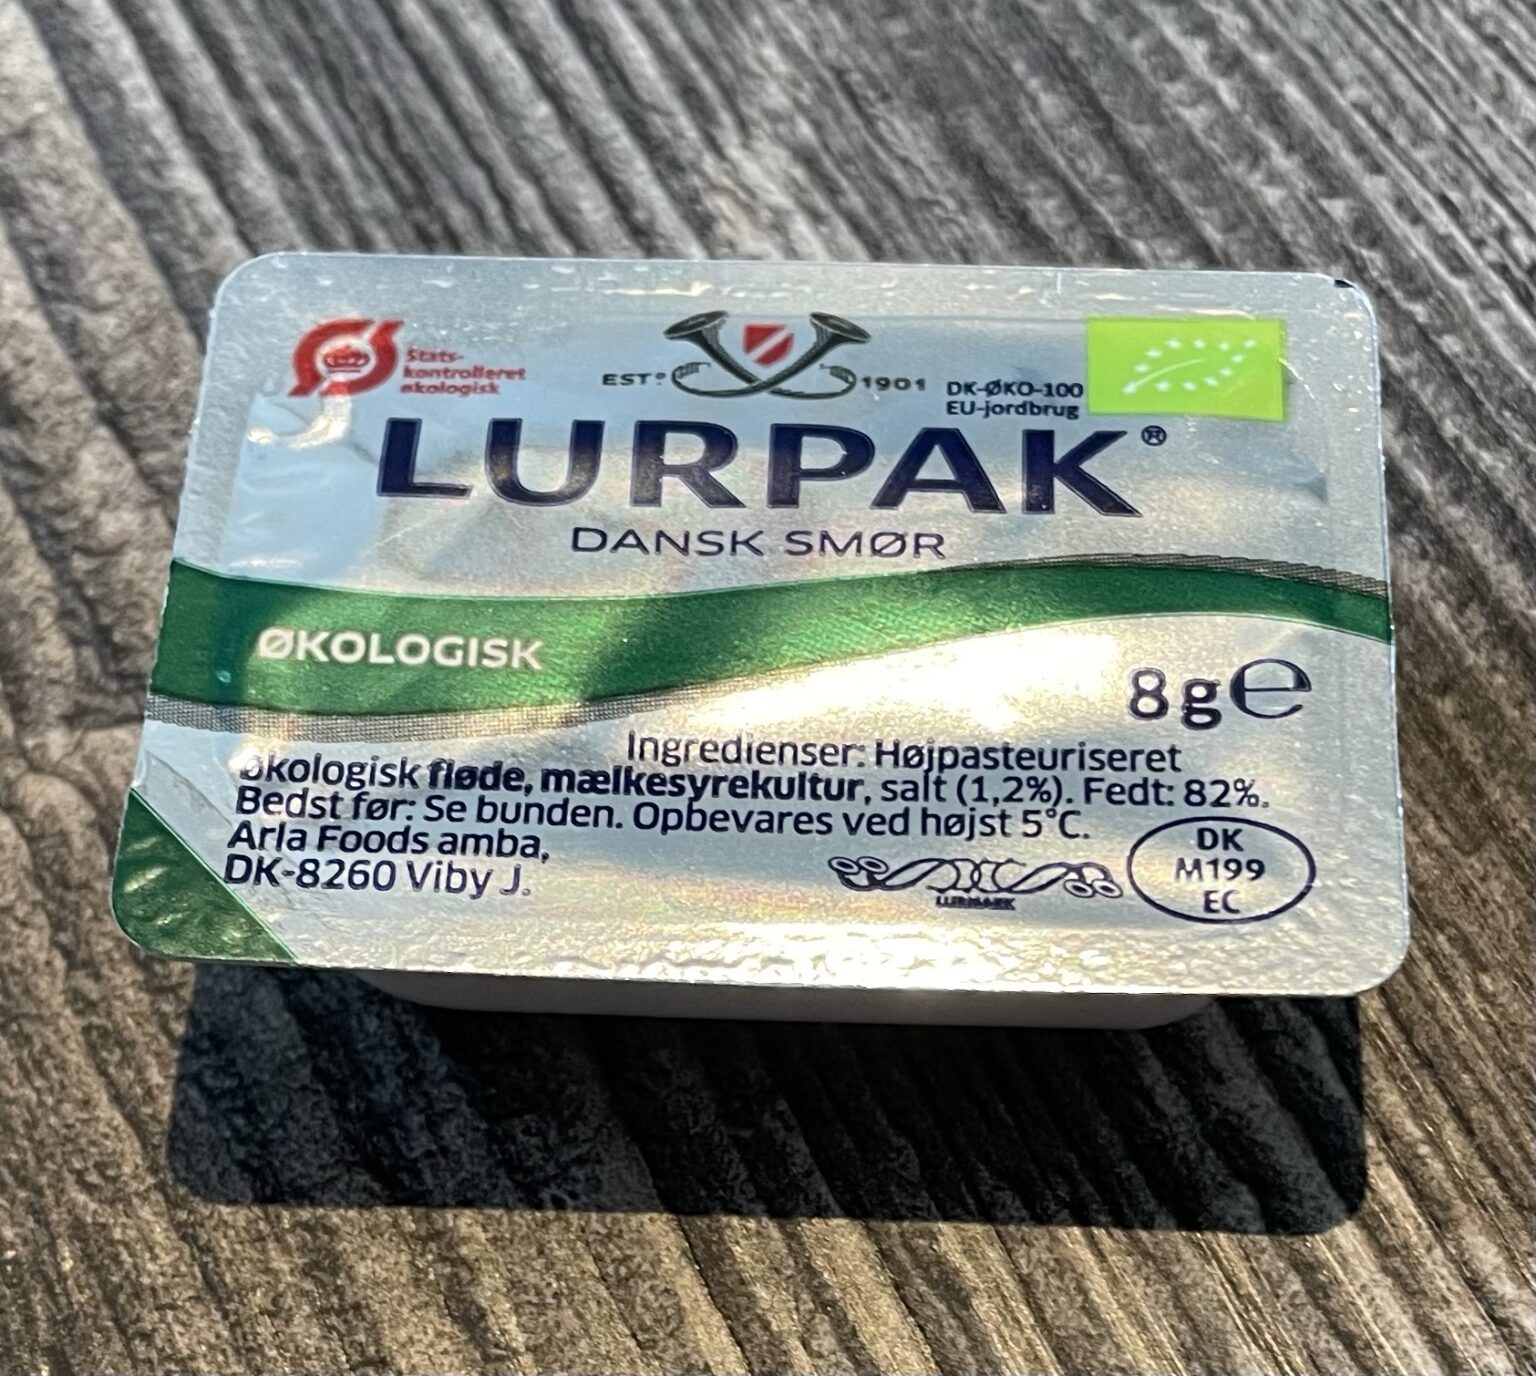 Stats-
kontrolleret
økologisk
EST° 1901
DK-ØKO-100
EU-jordbrug
LURPAK®
DANSK SMØR
ØKOLOGISK
8 g ℮
Ingredienser: Højpasteuriseret
økologisk fløde, mælkesyrekultur, salt (1,2%). Fedt: 82%.
Bedst før: Se bunden. Opbevares ved højst 5°C.
Arla Foods amba,
DK-8260 Viby J.
LURMARK
DK
M199
EC